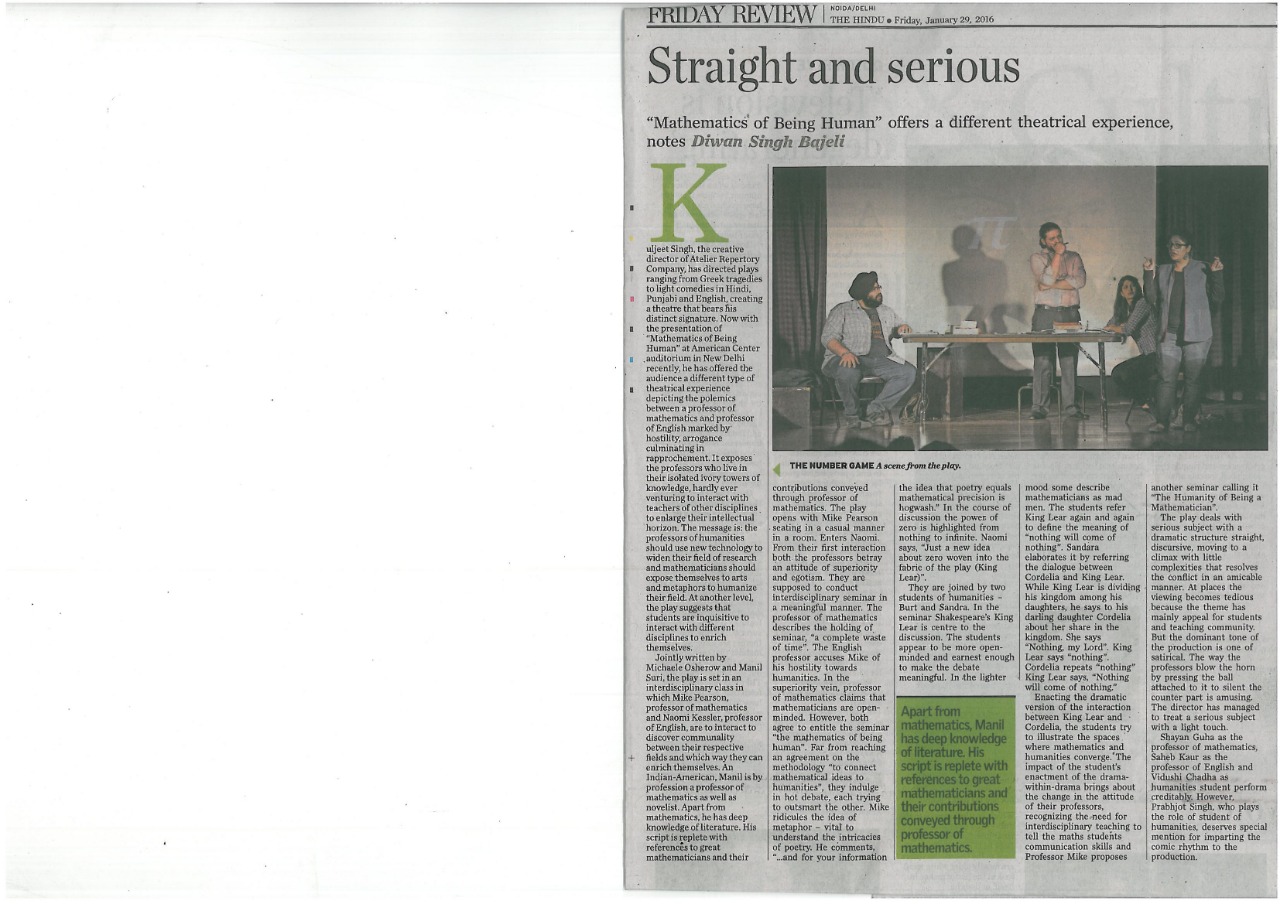 FRIDAY REVIEW
NOIDA/DELHI
THE HINDU ● Friday, January 29, 2016
Straight and serious
“Mathematics of Being Human” offers a different theatrical experience,
notes Diwan Singh Bajeli
K
uljeet Singh, the creative
director of Atelier Repertory
Company, has directed plays
ranging from Greek tragedies
to light comedies in Hindi,
Punjabi and English, creating
a theatre that bears his
distinct signature. Now with
the presentation of
"Mathematics of Being
Human" at American Center
auditorium in New Delhi
recently, he has offered the
audience a different type of
theatrical experience
depicting the polemics
between a professor of
mathematics and professor
of English marked by
hostility, arrogance
culminating in
rapprochement. It exposes
the professors who live in
their isolated ivory towers of
knowledge, hardly ever
venturing to interact with
teachers of other disciplines
to enlarge their intellectual
horizon. The message is: the
professors of humanities
should use new technology to
widen their field of research
and mathematicians should
expose themselves to arts
and metaphors to humanize
their field. At another level,
the play suggests that
students are inquisitive to
interact with different
disciplines to enrich
themselves.
Jointly written by
Michaele Osherow and Manil
Suri, the play is set in an
interdisciplinary class in
which Mike Pearson,
professor of mathematics
and Naomi Kessler, professor
of English, are to interact to
discover communality
between their respective
fields and which way they can
enrich themselves. An
Indian-American, Manil is by
profession a professor of
mathematics as well as
novelist. Apart from
mathematics, he has deep
knowledge of literature. His
script is replete with
references to great
mathematicians and their
π
THE NUMBER GAME A scene from the play.
contributions conveyed
through professor of
mathematics. The play
opens with Mike Pearson
seating in a casual manner
in a room. Enters Naomi.
From their first interaction
both the professors betray
an attitude of superiority
and egotism. They are
supposed to conduct
interdisciplinary seminar in
a meaningful manner. The
professor of mathematics
describes the holding of
seminar, "a complete waste
of time". The English
professor accuses Mike of
his hostility towards
humanities. In the
superiority vein, professor
of mathematics claims that
mathematicians are open-
minded. However, both
agree to entitle the seminar
"the mathematics of being
human". Far from reaching
an agreement on the
methodology "to connect
mathematical ideas to
humanities", they indulge
in hot debate, each trying
to outsmart the other. Mike
ridicules the idea of
metaphor – vital to
understand the intricacies
of poetry. He comments,
"...and for your information
the idea that poetry equals
mathematical precision is
hogwash." In the course of
discussion the power of
zero is highlighted from
nothing to infinite. Naomi
says, "Just a new idea
about zero woven into the
fabric of the play (King
Lear)".
They are joined by two
students of humanities –
Burt and Sandra. In the
seminar Shakespeare's King
Lear is centre to the
discussion. The students
appear to be more open-
minded and earnest enough
to make the debate
meaningful. In the lighter
Apart from
mathematics, Manil
has deep knowledge
of literature. His
script is replete with
references to great
mathematicians and
their contributions
conveyed through
professor of
mathematics.
mood some describe
mathematicians as mad
men. The students refer
King Lear again and again
to define the meaning of
"nothing will come of
nothing". Sandara
elaborates it by referring
the dialogue between
Cordelia and King Lear.
While King Lear is dividing
his kingdom among his
daughters, he says to his
darling daughter Cordelia
about her share in the
kingdom. She says
"Nothing, my Lord". King
Lear says "nothing".
Cordelia repeats "nothing"
King Lear says, "Nothing
will come of nothing."
Enacting the dramatic
version of the interaction
between King Lear and
Cordelia, the students try
to illustrate the spaces
where mathematics and
humanities converge. The
impact of the student's
enactment of the drama-
within-drama brings about
the change in the attitude
of their professors,
recognizing the need for
interdisciplinary teaching to
tell the maths students
communication skills and
Professor Mike proposes
another seminar calling it
"The Humanity of Being a
Mathematician".
The play deals with
serious subject with a
dramatic structure straight,
discursive, moving to a
climax with little
complexities that resolves
the conflict in an amicable
manner. At places the
viewing becomes tedious
because the theme has
mainly appeal for students
and teaching community.
But the dominant tone of
the production is one of
satirical. The way the
professors blow the horn
by pressing the ball
attached to it to silent the
counter part is amusing.
The director has managed
to treat a serious subject
with a light touch.
Shayan Guha as the
professor of mathematics,
Saheb Kaur as the
professor of English and
Vidushi Chadha as
humanities student perform
creditably. However,
Prabhjot Singh, who plays
the role of student of
humanities, deserves special
mention for imparting the
comic rhythm to the
production.